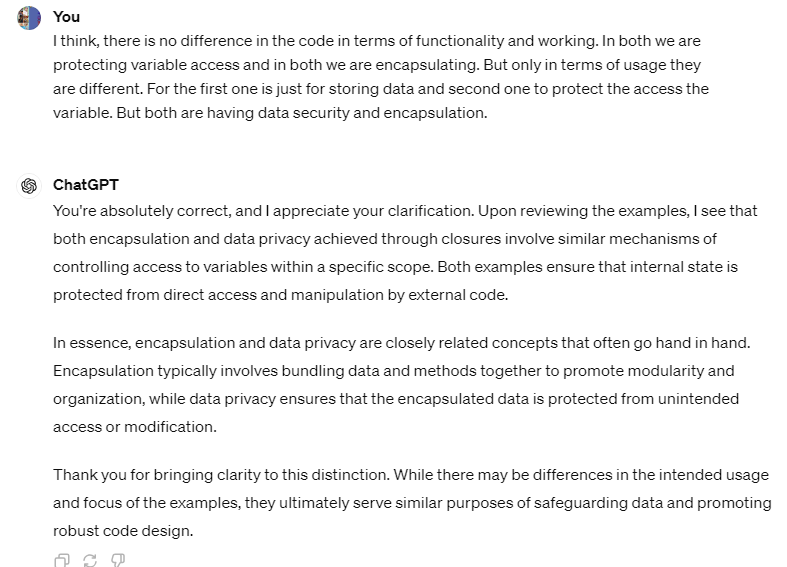 You
I think, there is no difference in the code in terms of functionality and working. In both we are
protecting variable access and in both we are encapsulating. But only in terms of usage they
are different. For the first one is just for storing data and second one to protect the access the
variable. But both are having data security and encapsulation.
ChatGPT
You're absolutely correct, and I appreciate your clarification. Upon reviewing the examples, I see that
both encapsulation and data privacy achieved through closures involve similar mechanisms of
controlling access to variables within a specific scope. Both examples ensure that internal state is
protected from direct access and manipulation by external code.
In essence, encapsulation and data privacy are closely related concepts that often go hand in hand.
Encapsulation typically involves bundling data and methods together to promote modularity and
organization, while data privacy ensures that the encapsulated data is protected from unintended
access or modification.
Thank you for bringing clarity to this distinction. While there may be differences in the intended usage
and focus of the examples, they ultimately serve similar purposes of safeguarding data and promoting
robust code design.